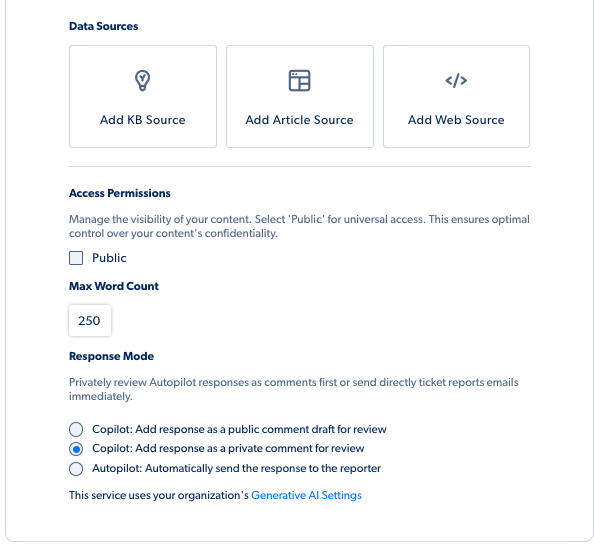 Data Sources
Add KB Source
Add Article Source
Add Web Source
Access Permissions
Manage the visibility of your content. Select 'Public' for universal access. This ensures optimal
control over your content's confidentiality.
Public
Max Word Count
250
Response Mode
Privately review Autopilot responses as comments first or send directly ticket reports emails
immediately.
Copilot: Add response as a public comment draft for review
Copilot: Add response as a private comment for review
Autopilot: Automatically send the response to the reporter
This service uses your organization's Generative AI Settings